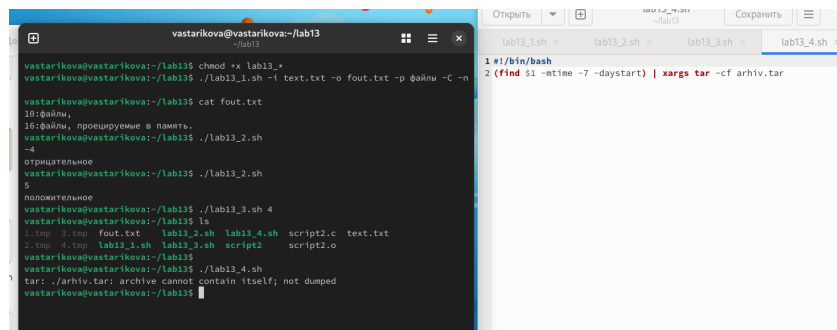 vastarikova@vastarikova:~/lab13
~/lab13
vastarikova@vastarikova:~/lab13$ chmod +x lab13_*
vastarikova@vastarikova:~/lab13$ ./lab13_1.sh -i text.txt -o fout.txt -p файлы -C -n
vastarikova@vastarikova:~/lab13$ cat fout.txt
10:файлы,
16:файлы, проецируемые в память.
vastarikova@vastarikova:~/lab13$ ./lab13_2.sh
-4
отрицательное
vastarikova@vastarikova:~/lab13$ ./lab13_2.sh
5
положительное
vastarikova@vastarikova:~/lab13$ ./lab13_3.sh 4
vastarikova@vastarikova:~/lab13$ ls
1.tmp 3.tmp fout.txt lab13_2.sh lab13_4.sh script2.c text.txt
2.tmp 4.tmp lab13_1.sh lab13_3.sh script2 script2.o
vastarikova@vastarikova:~/lab13$
vastarikova@vastarikova:~/lab13$ ./lab13_4.sh
tar: ./arhiv.tar: archive cannot contain itself; not dumped
vastarikova@vastarikova:~/lab13$
Открыть
~/lab13
Сохранить
lab13_1.sh × lab13_2.sh × lab13_3.sh × lab13_4.sh ×
1 #!/bin/bash
2 (find $1 -mtime -7 -daystart) | xargs tar -cf arhiv.tar